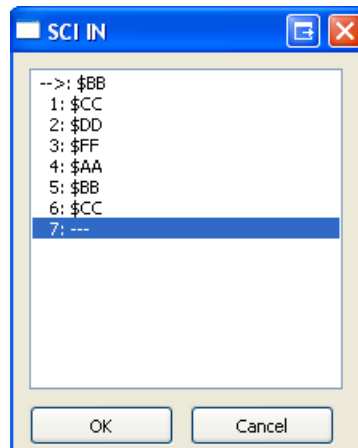 SCI IN
-->: $BB
1: $CC
2: $DD
3: $FF
4: $AA
5: $BB
6: $CC
7: ---
OK Cancel